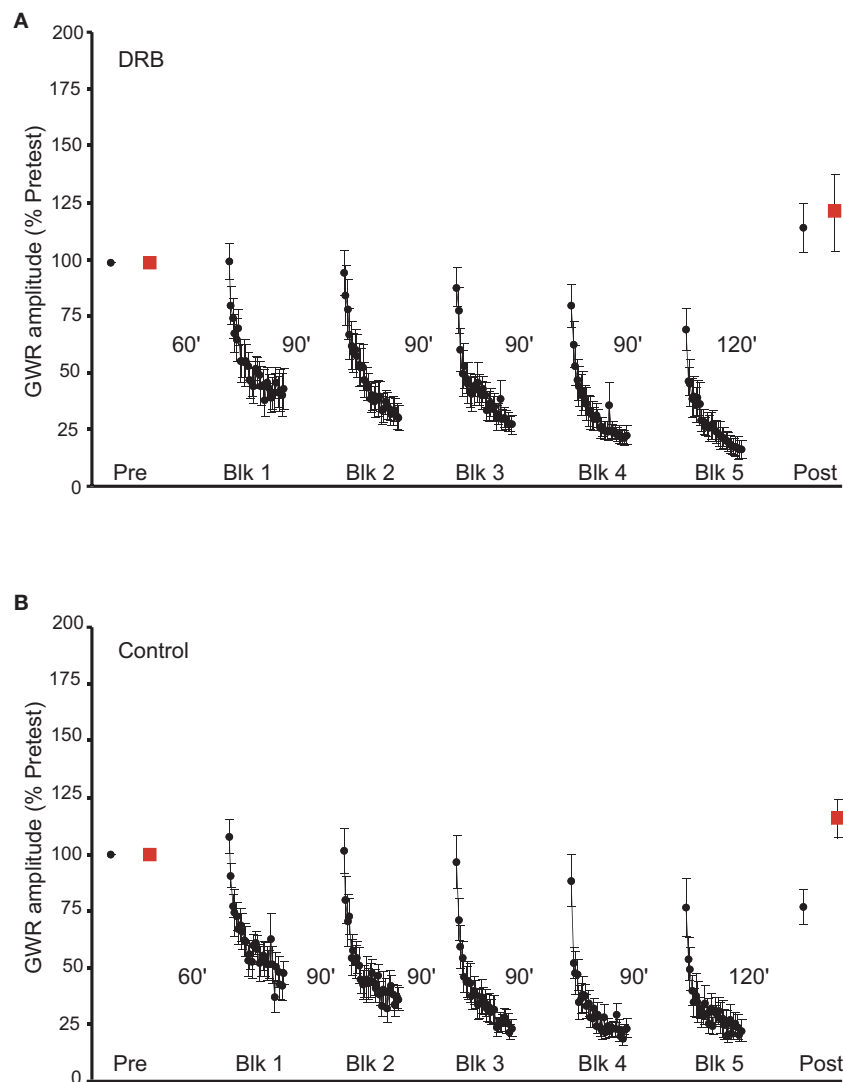 A
DRB
GWR amplitude (% Pretest)
200
175
150
125
100
75
50
25
0
60' 90' 90' 90' 90' 120'
Pre Blk 1 Blk 2 Blk 3 Blk 4 Blk 5 Post
B
Control
GWR amplitude (% Pretest)
200
175
150
125
100
75
50
25
0
60' 90' 90' 90' 90' 120'
Pre Blk 1 Blk 2 Blk 3 Blk 4 Blk 5 Post